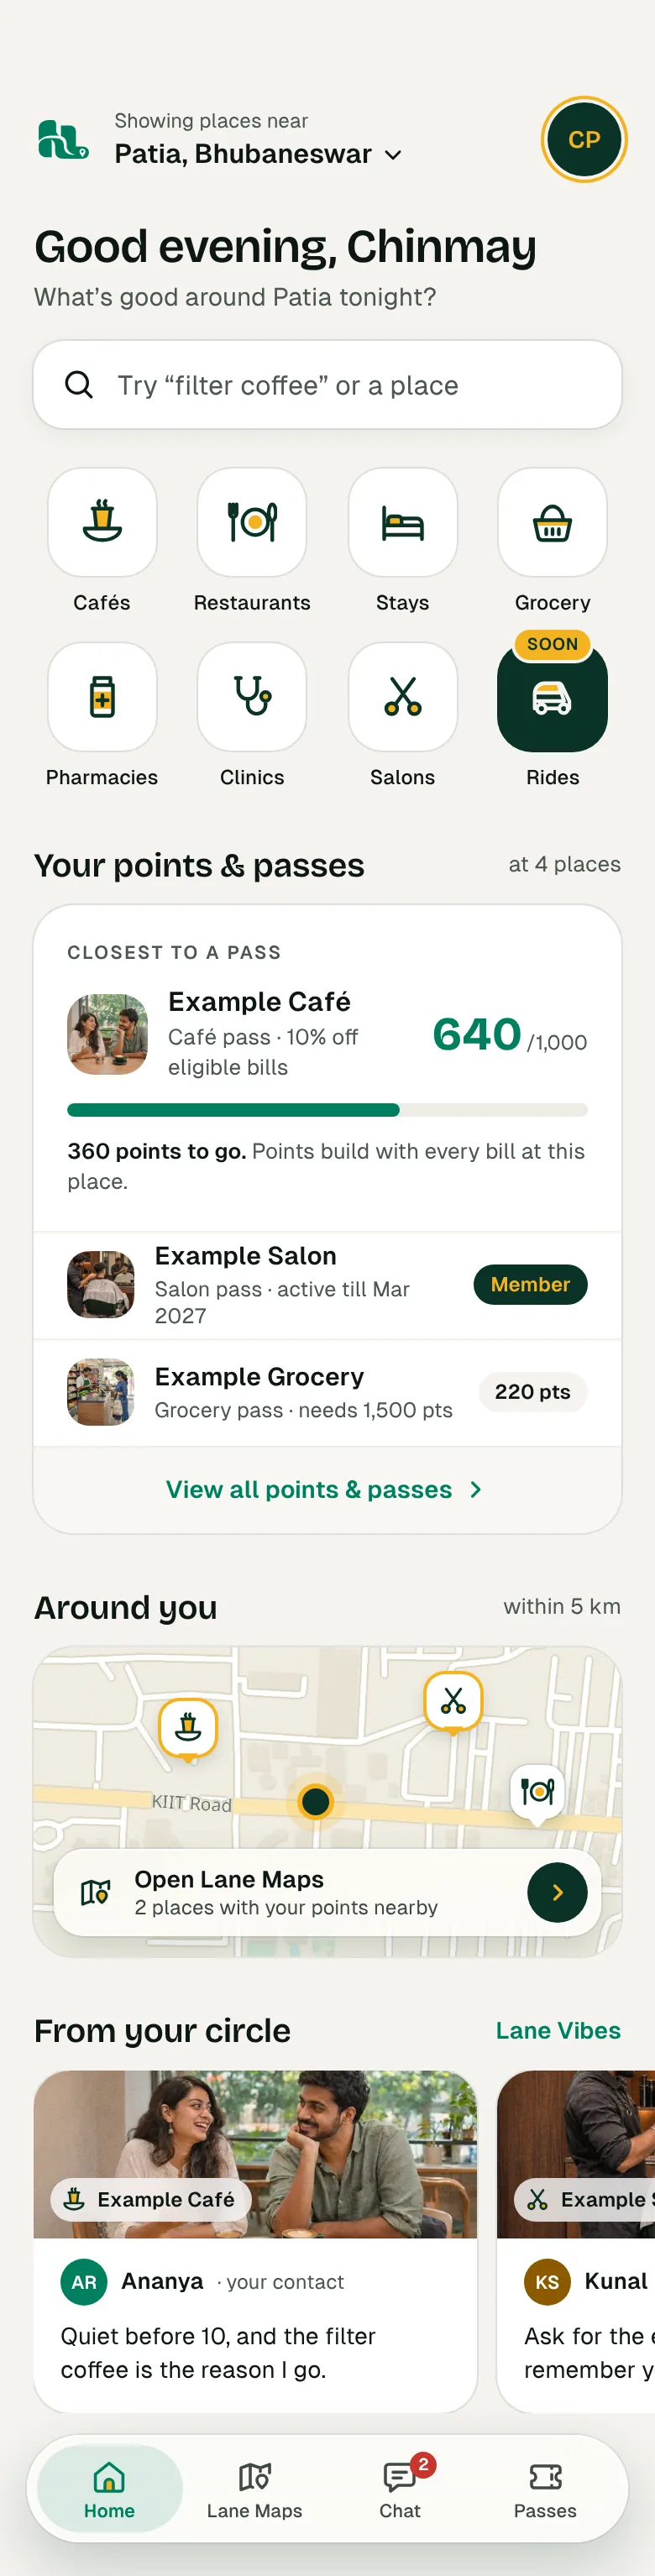 Showing places near
Patia, Bhubaneswar
CP
Good evening, Chinmay
What’s good around Patia tonight?
Try “filter coffee” or a place
Cafés
Restaurants
Stays
Grocery
SOON
Pharmacies
Clinics
Salons
Rides
Your points & passes
at 4 places
CLOSEST TO A PASS
Example Café
Café pass · 10% off
eligible bills
640 /1,000
360 points to go. Points build with every bill at this
place.
Example Salon
Salon pass · active till Mar
2027
Member
Example Grocery
Grocery pass · needs 1,500 pts
220 pts
View all points & passes
Around you
within 5 km
KIIT Road
Open Lane Maps
2 places with your points nearby
From your circle
Lane Vibes
Example Café
Example
AR
Ananya · your contact
Quiet before 10, and the filter
coffee is the reason I go.
KS
Kunal
Ask for the
remember
Home
Lane Maps
2
Chat
Passes